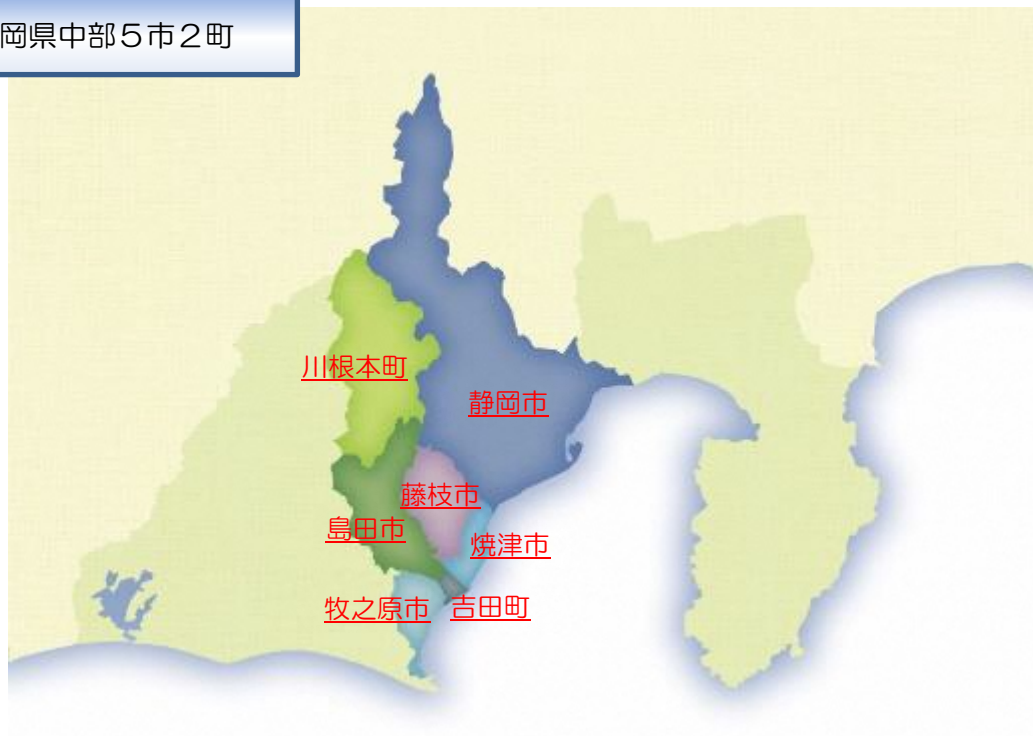 岡県中部５市２町
川根本町
静岡市
藤枝市
島田市
焼津市
牧之原市
吉田町